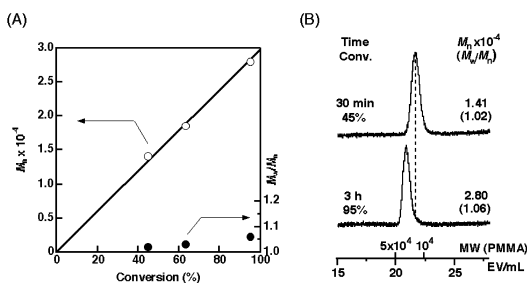 (A)
3.0
2.5
2.0
1.5
1.0
0.5
0
Mn x 10-4
1.2
1.1
1.05
1.0
Mw/Mn
0 20 40 60 80 100
Conversion (%)
(B)
Time Mn x10-4
Conv. (Mw/Mn)
30 min 1.41
45% (1.02)
3 h 2.80
95% (1.06)
5x104 104 MW (PMMA)
15 20 25 EV/mL